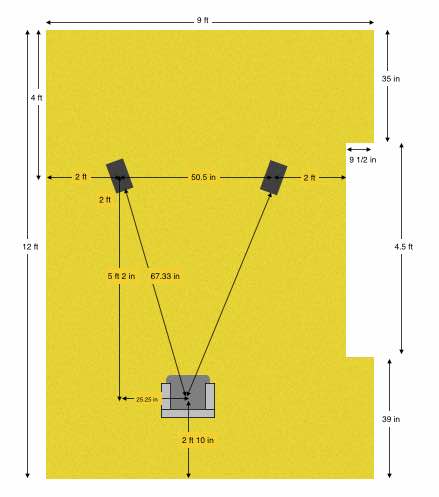 9 ft
35 in
4 ft
9 1/2 in
2 ft
50.5 in
2 ft
2 ft
12 ft
4.5 ft
5 ft 2 in
67.33 in
25.25 in
39 in
2 ft 10 in